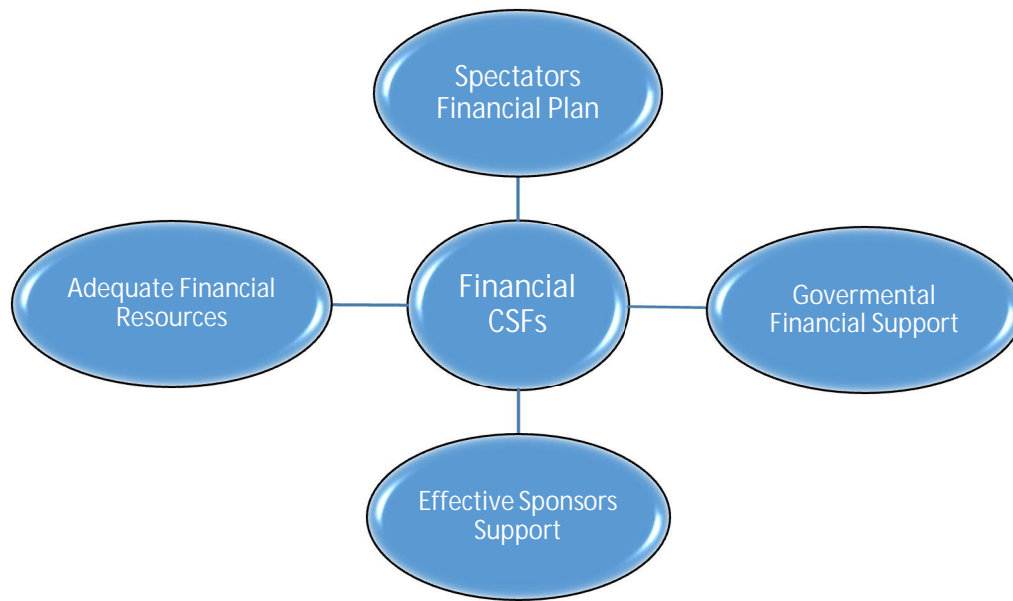 Spectators
Financial Plan
Adequate Financial
Resources
Financial
CSFs
Govermental
Financial Support
Effective Sponsors
Support